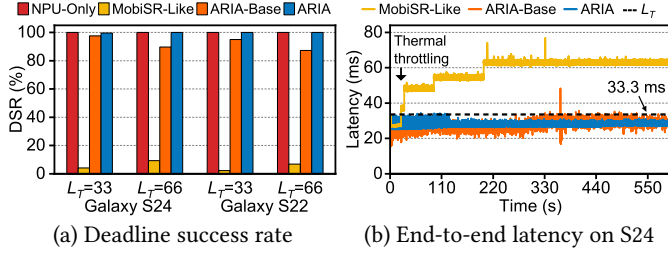 NPU-Only MobiSR-Like ARIA-Base ARIA
DSR (%)
100
80
60
40
20
0
L_T=33 L_T=66 L_T=33 L_T=66
Galaxy S24 Galaxy S22
(a) Deadline success rate
MobiSR-Like ARIA-Base ARIA L_T
Latency (ms)
80
60
40
20
0
Thermal
throttling
33.3 ms
0 110 220 330 440 550
Time (s)
(b) End-to-end latency on S24